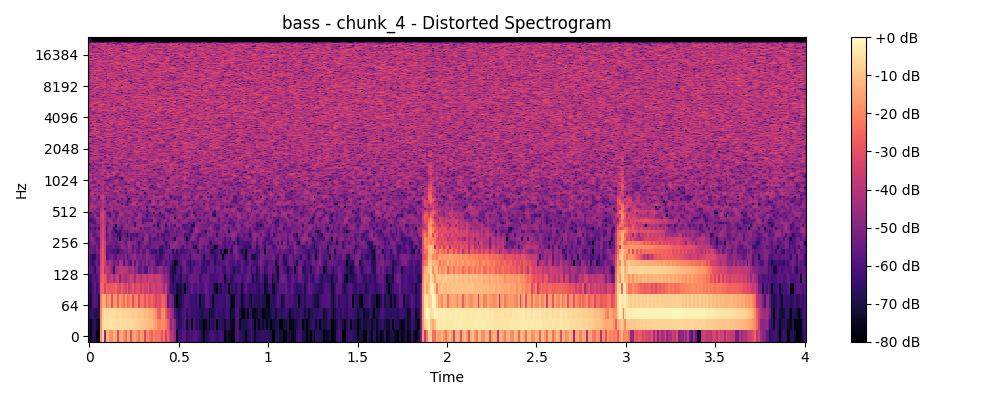 bass - chunk_4 - Distorted Spectrogram
Hz
16384
8192
4096
2048
1024
512
256
128
64
0
0
0.5
1
1.5
2
2.5
3
3.5
4
Time
+0 dB
-10 dB
-20 dB
-30 dB
-40 dB
-50 dB
-60 dB
-70 dB
-80 dB